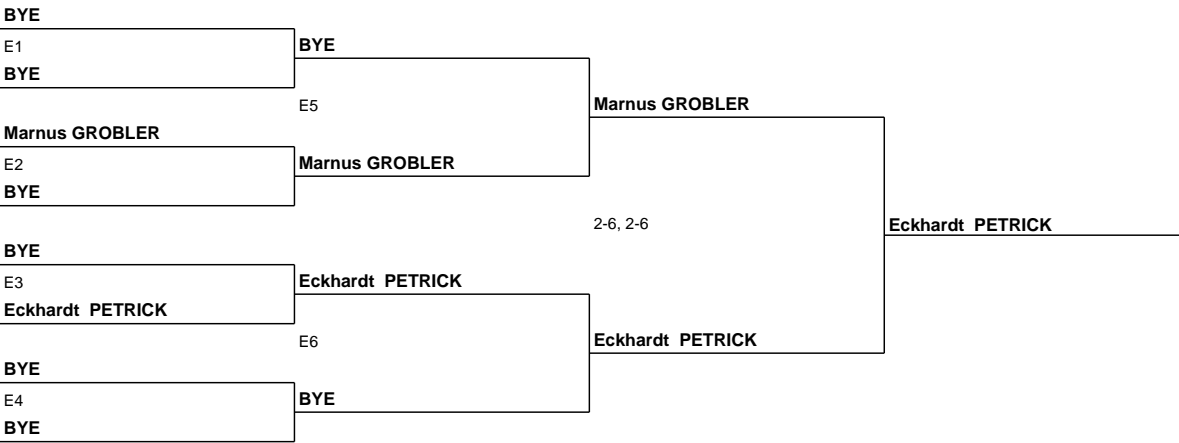 BYE
E1
BYE
BYE
E5
Marnus GROBLER
Marnus GROBLER
E2
Marnus GROBLER
BYE
2-6, 2-6
Eckhardt  PETRICK
BYE
E3
Eckhardt  PETRICK
Eckhardt  PETRICK
E6
Eckhardt  PETRICK
BYE
E4
BYE
BYE